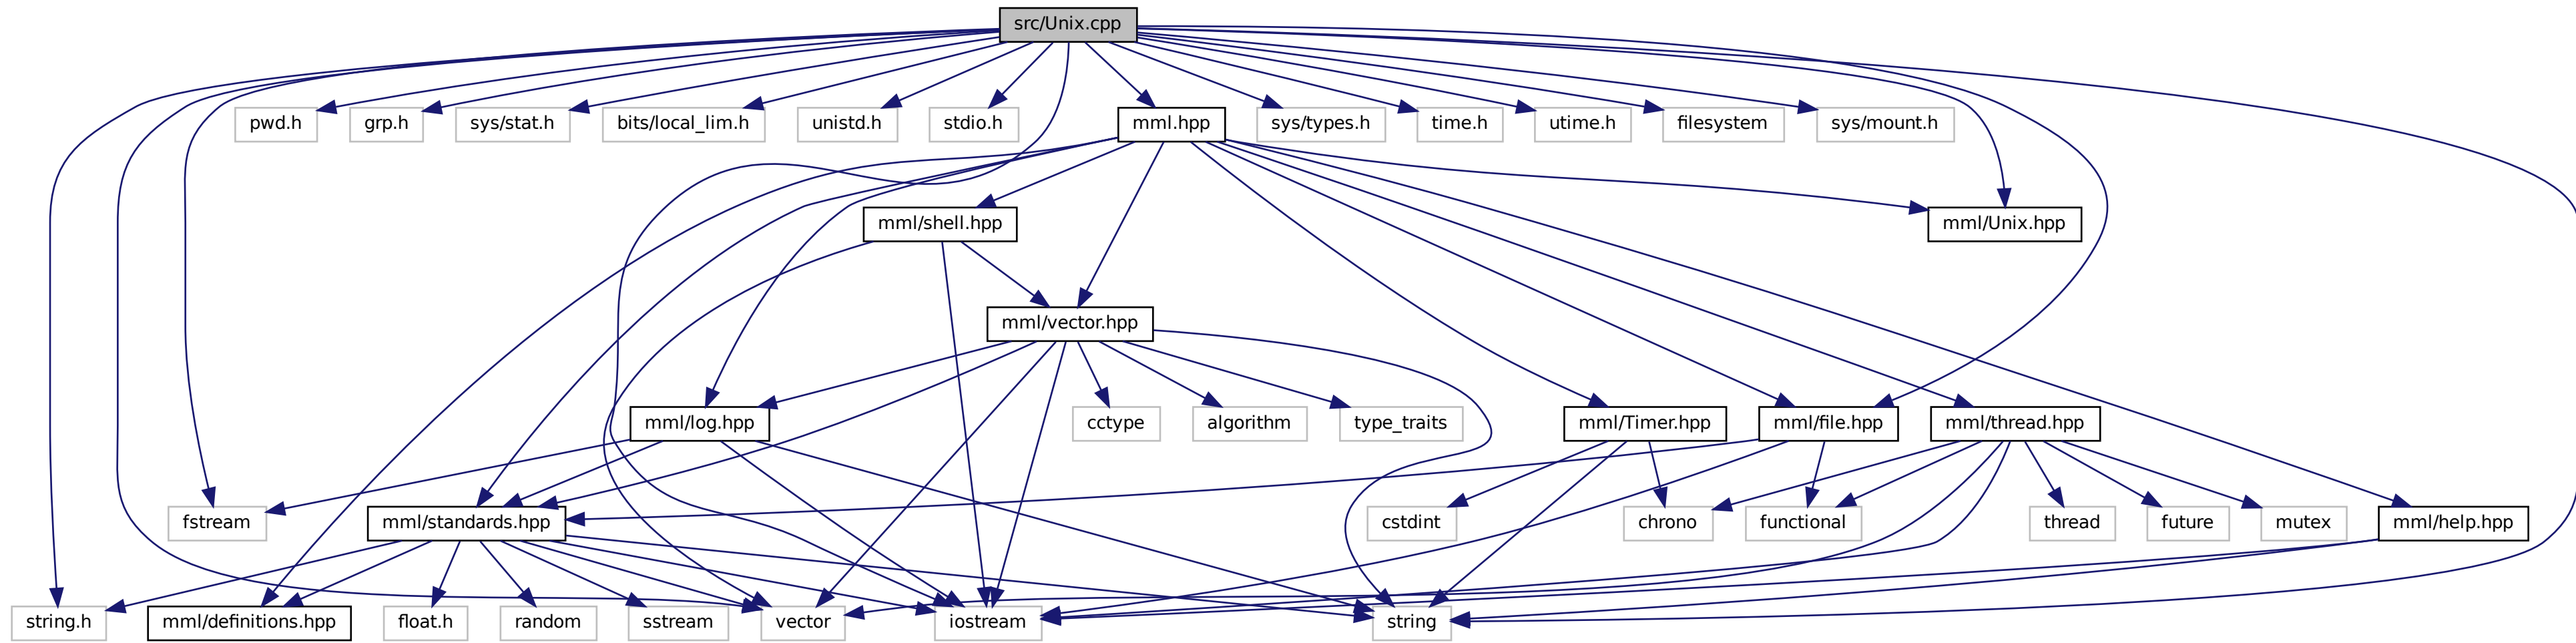 src/Unix.cpp
pwd.h
grp.h
sys/stat.h
bits/local_lim.h
unistd.h
stdio.h
mml.hpp
sys/types.h
time.h
utime.h
filesystem
sys/mount.h
mml/shell.hpp
mml/Unix.hpp
mml/vector.hpp
mml/log.hpp
cctype
algorithm
type_traits
mml/Timer.hpp
mml/file.hpp
mml/thread.hpp
fstream
mml/standards.hpp
cstdint
chrono
functional
thread
future
mutex
mml/help.hpp
string.h
mml/definitions.hpp
float.h
random
sstream
vector
iostream
string